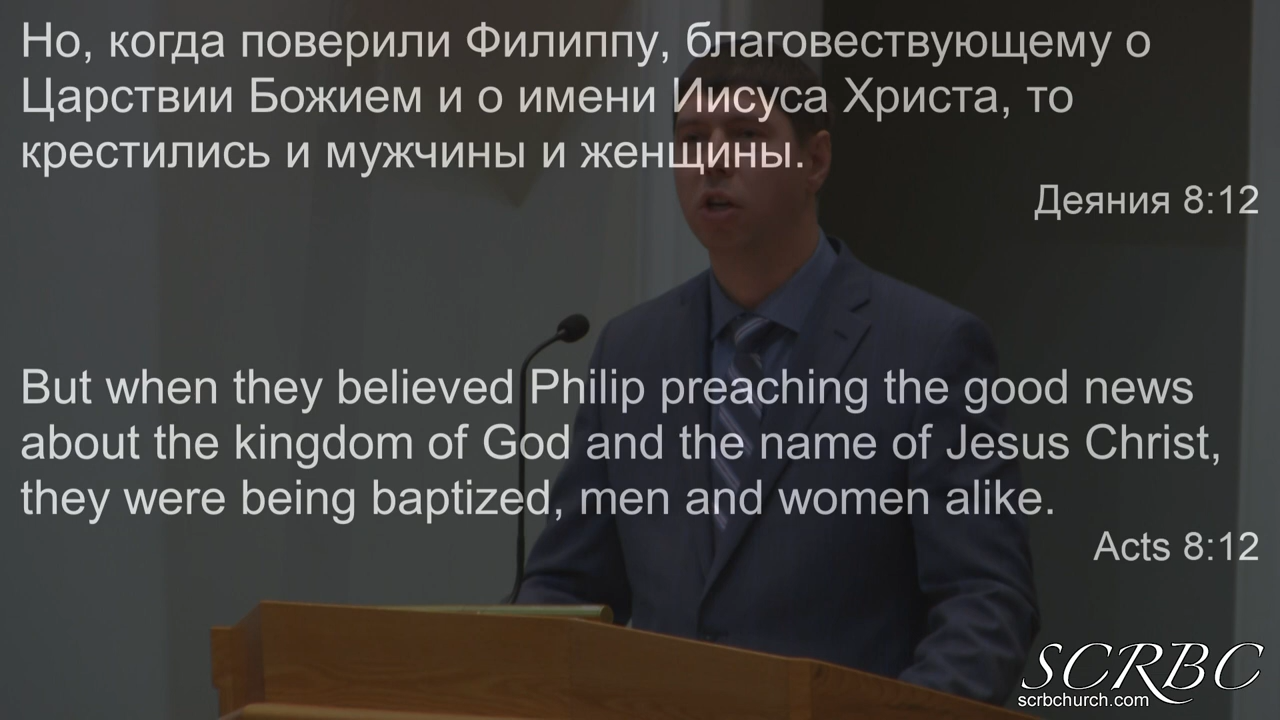 Но, когда поверили Филиппу, благовествующему о
Царствии Божием и о имени Иисуса Христа, то
крестились и мужчины и женщины.
Деяния 8:12
But when they believed Philip preaching the good news
about the kingdom of God and the name of Jesus Christ,
they were being baptized, men and women alike.
Acts 8:12
SCRBC
scrbchurch.com